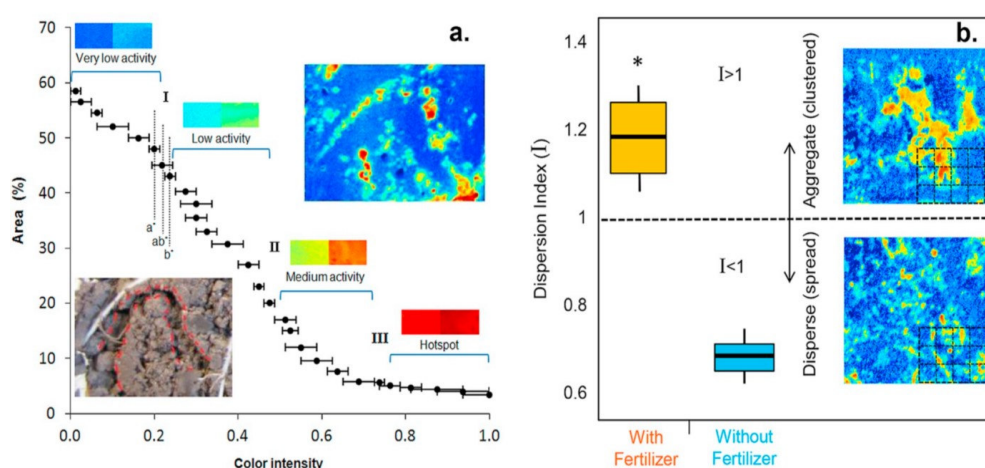 a.
70
60
50
40
30
20
10
0
Area (%)
0.0
0.2
0.4
0.6
0.8
1.0
Color intensity
Very low activity
I
Low activity
a*
ab*
b*
II
Medium activity
III
Hotspot
b.
1.4
1.2
1
0.8
0.6
Dispersion Index (I)
*
I>1
I<1
Aggregate (clustered)
Disperse (spread)
With
Fertilizer
Without
Fertilizer